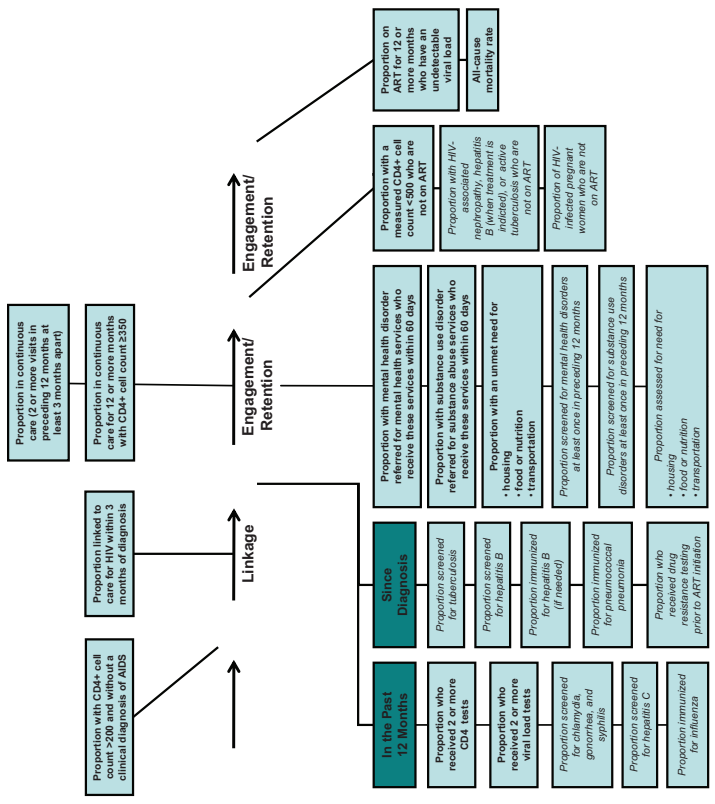 Proportion with CD4+ cell
count >200 and without a
clinical diagnosis of AIDS
Proportion linked to
care for HIV within 3
months of diagnosis
Proportion in continuous
care (2 or more visits in
preceding 12 months at
least 3 months apart)
Proportion in continuous
care for 12 or more months
with CD4+ cell count ≥350
Linkage
Engagement/
Retention
Engagement/
Retention
In the Past
12 Months
Proportion who
received 2 or more
CD4 tests
Proportion who
received 2 or more
viral load tests
Proportion screened
for chlamydia,
gonorrhea, and
syphilis
Proportion screened
for hepatitis C
Proportion immunized
for influenza
Since
Diagnosis
Proportion screened
for tuberculosis
Proportion screened
for hepatitis B
Proportion immunized
for hepatitis B
(if needed)
Proportion immunized
for pneumococcal
pneumonia
Proportion who
received drug
resistance testing
prior to ART initiation
Proportion with mental health disorder
referred for mental health services who
receive these services within 60 days
Proportion with substance use disorder
referred for substance abuse services who
receive these services within 60 days
Proportion with an unmet need for
• housing
• food or nutrition
• transportation
Proportion screened for mental health disorders
at least once in preceding 12 months
Proportion screened for substance use
disorders at least once in preceding 12 months
Proportion assessed for need for
• housing
• food or nutrition
• transportation
Proportion with a
measured CD4+ cell
count <500 who are
not on ART
Proportion with HIV-
associated
nephropathy, hepatitis
B (when treatment is
indicted), or active
tuberculosis who are
not on ART
Proportion of HIV-
infected pregnant
women who are not
on ART
Proportion on
ART for 12 or
more months
who have an
undetectable
viral load
All-cause
mortality rate